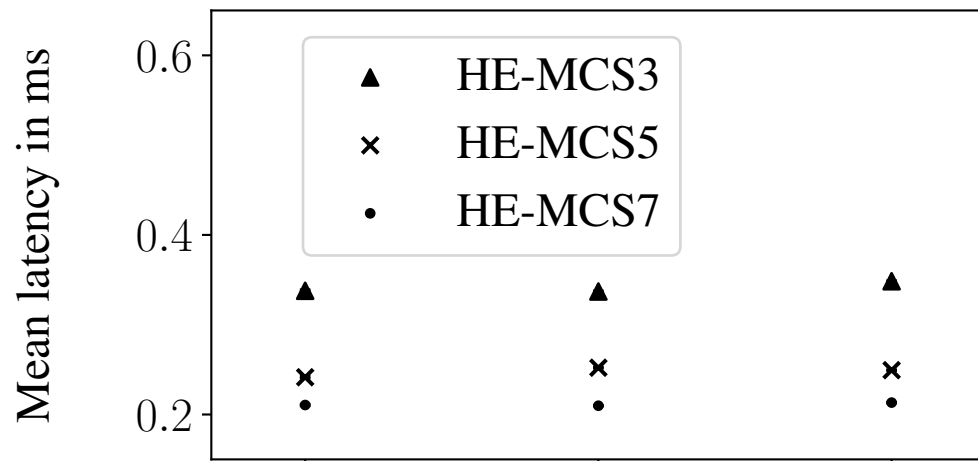 Mean latency in ms
0.6
0.4
0.2
HE-MCS3
HE-MCS5
HE-MCS7